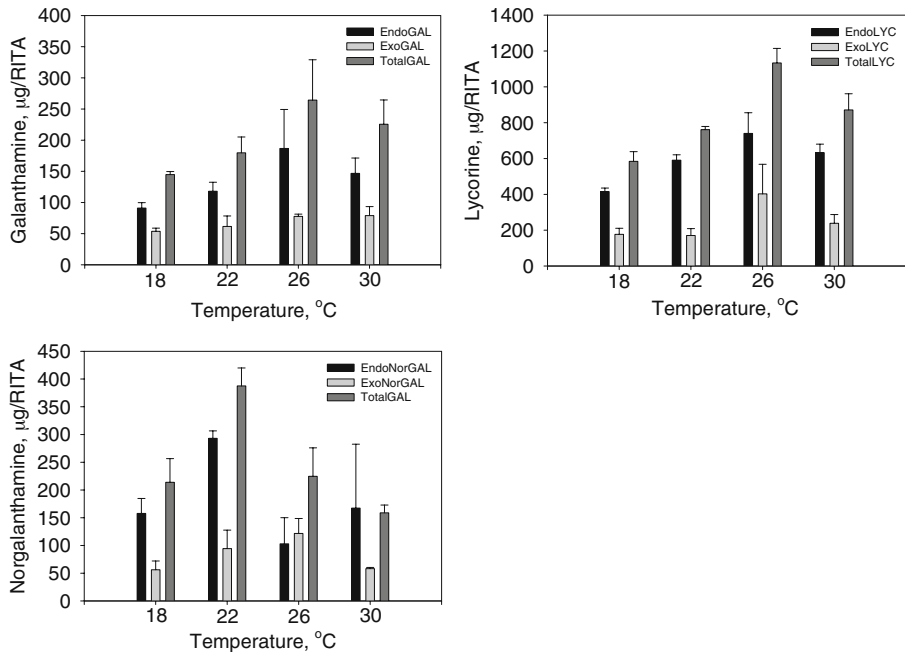 400
350
300
250
200
150
100
50
0
Galanthamine, µg/RITA
EndoGAL
ExoGAL
TotalGAL
18 22 26 30
Temperature, °C
1400
1200
1000
800
600
400
200
0
Lycorine, µg/RITA
EndoLYC
ExoLYC
TotalLYC
18 22 26 30
Temperature, °C
450
400
350
300
250
200
150
100
50
0
Norgalanthamine, µg/RITA
EndoNorGAL
ExoNorGAL
TotalGAL
18 22 26 30
Temperature, °C